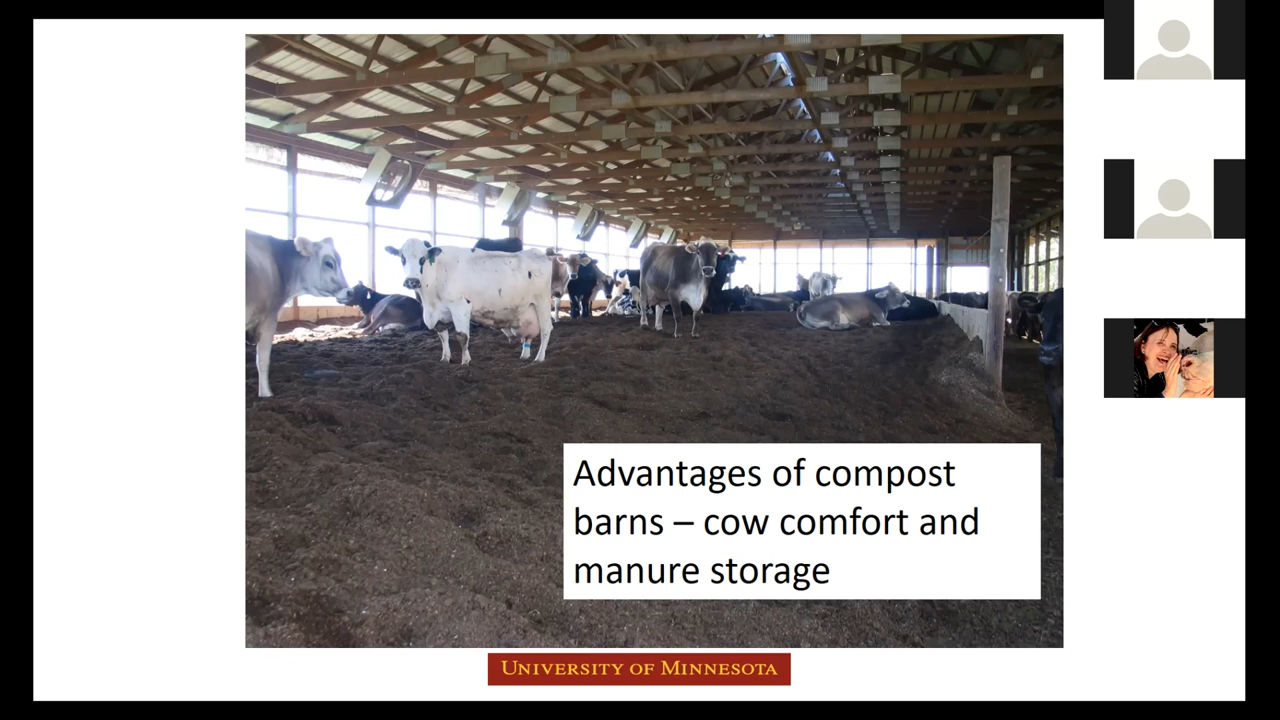 Advantages of compost
barns – cow comfort and
manure storage
UNIVERSITY OF MINNESOTA